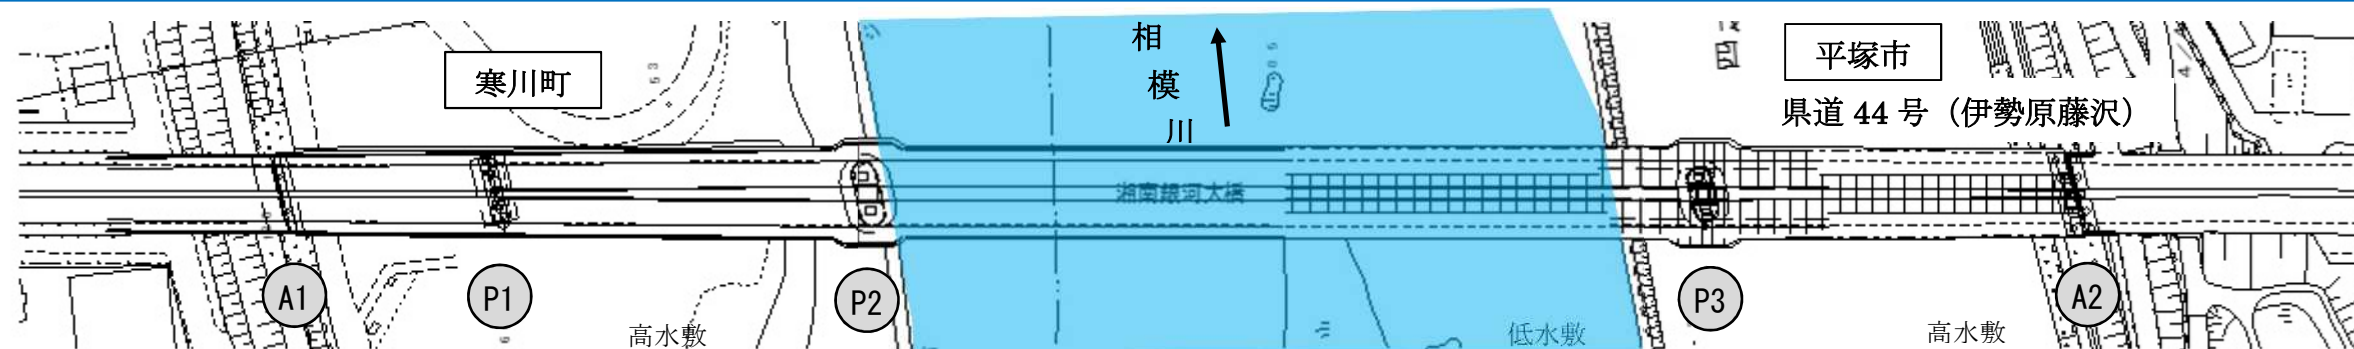 寒川町
相
模
川
平塚市
県道 44 号（伊勢原藤沢）
湘南銀河大橋
A1
P1
P2
P3
A2
高水敷
低水敷
高水敷